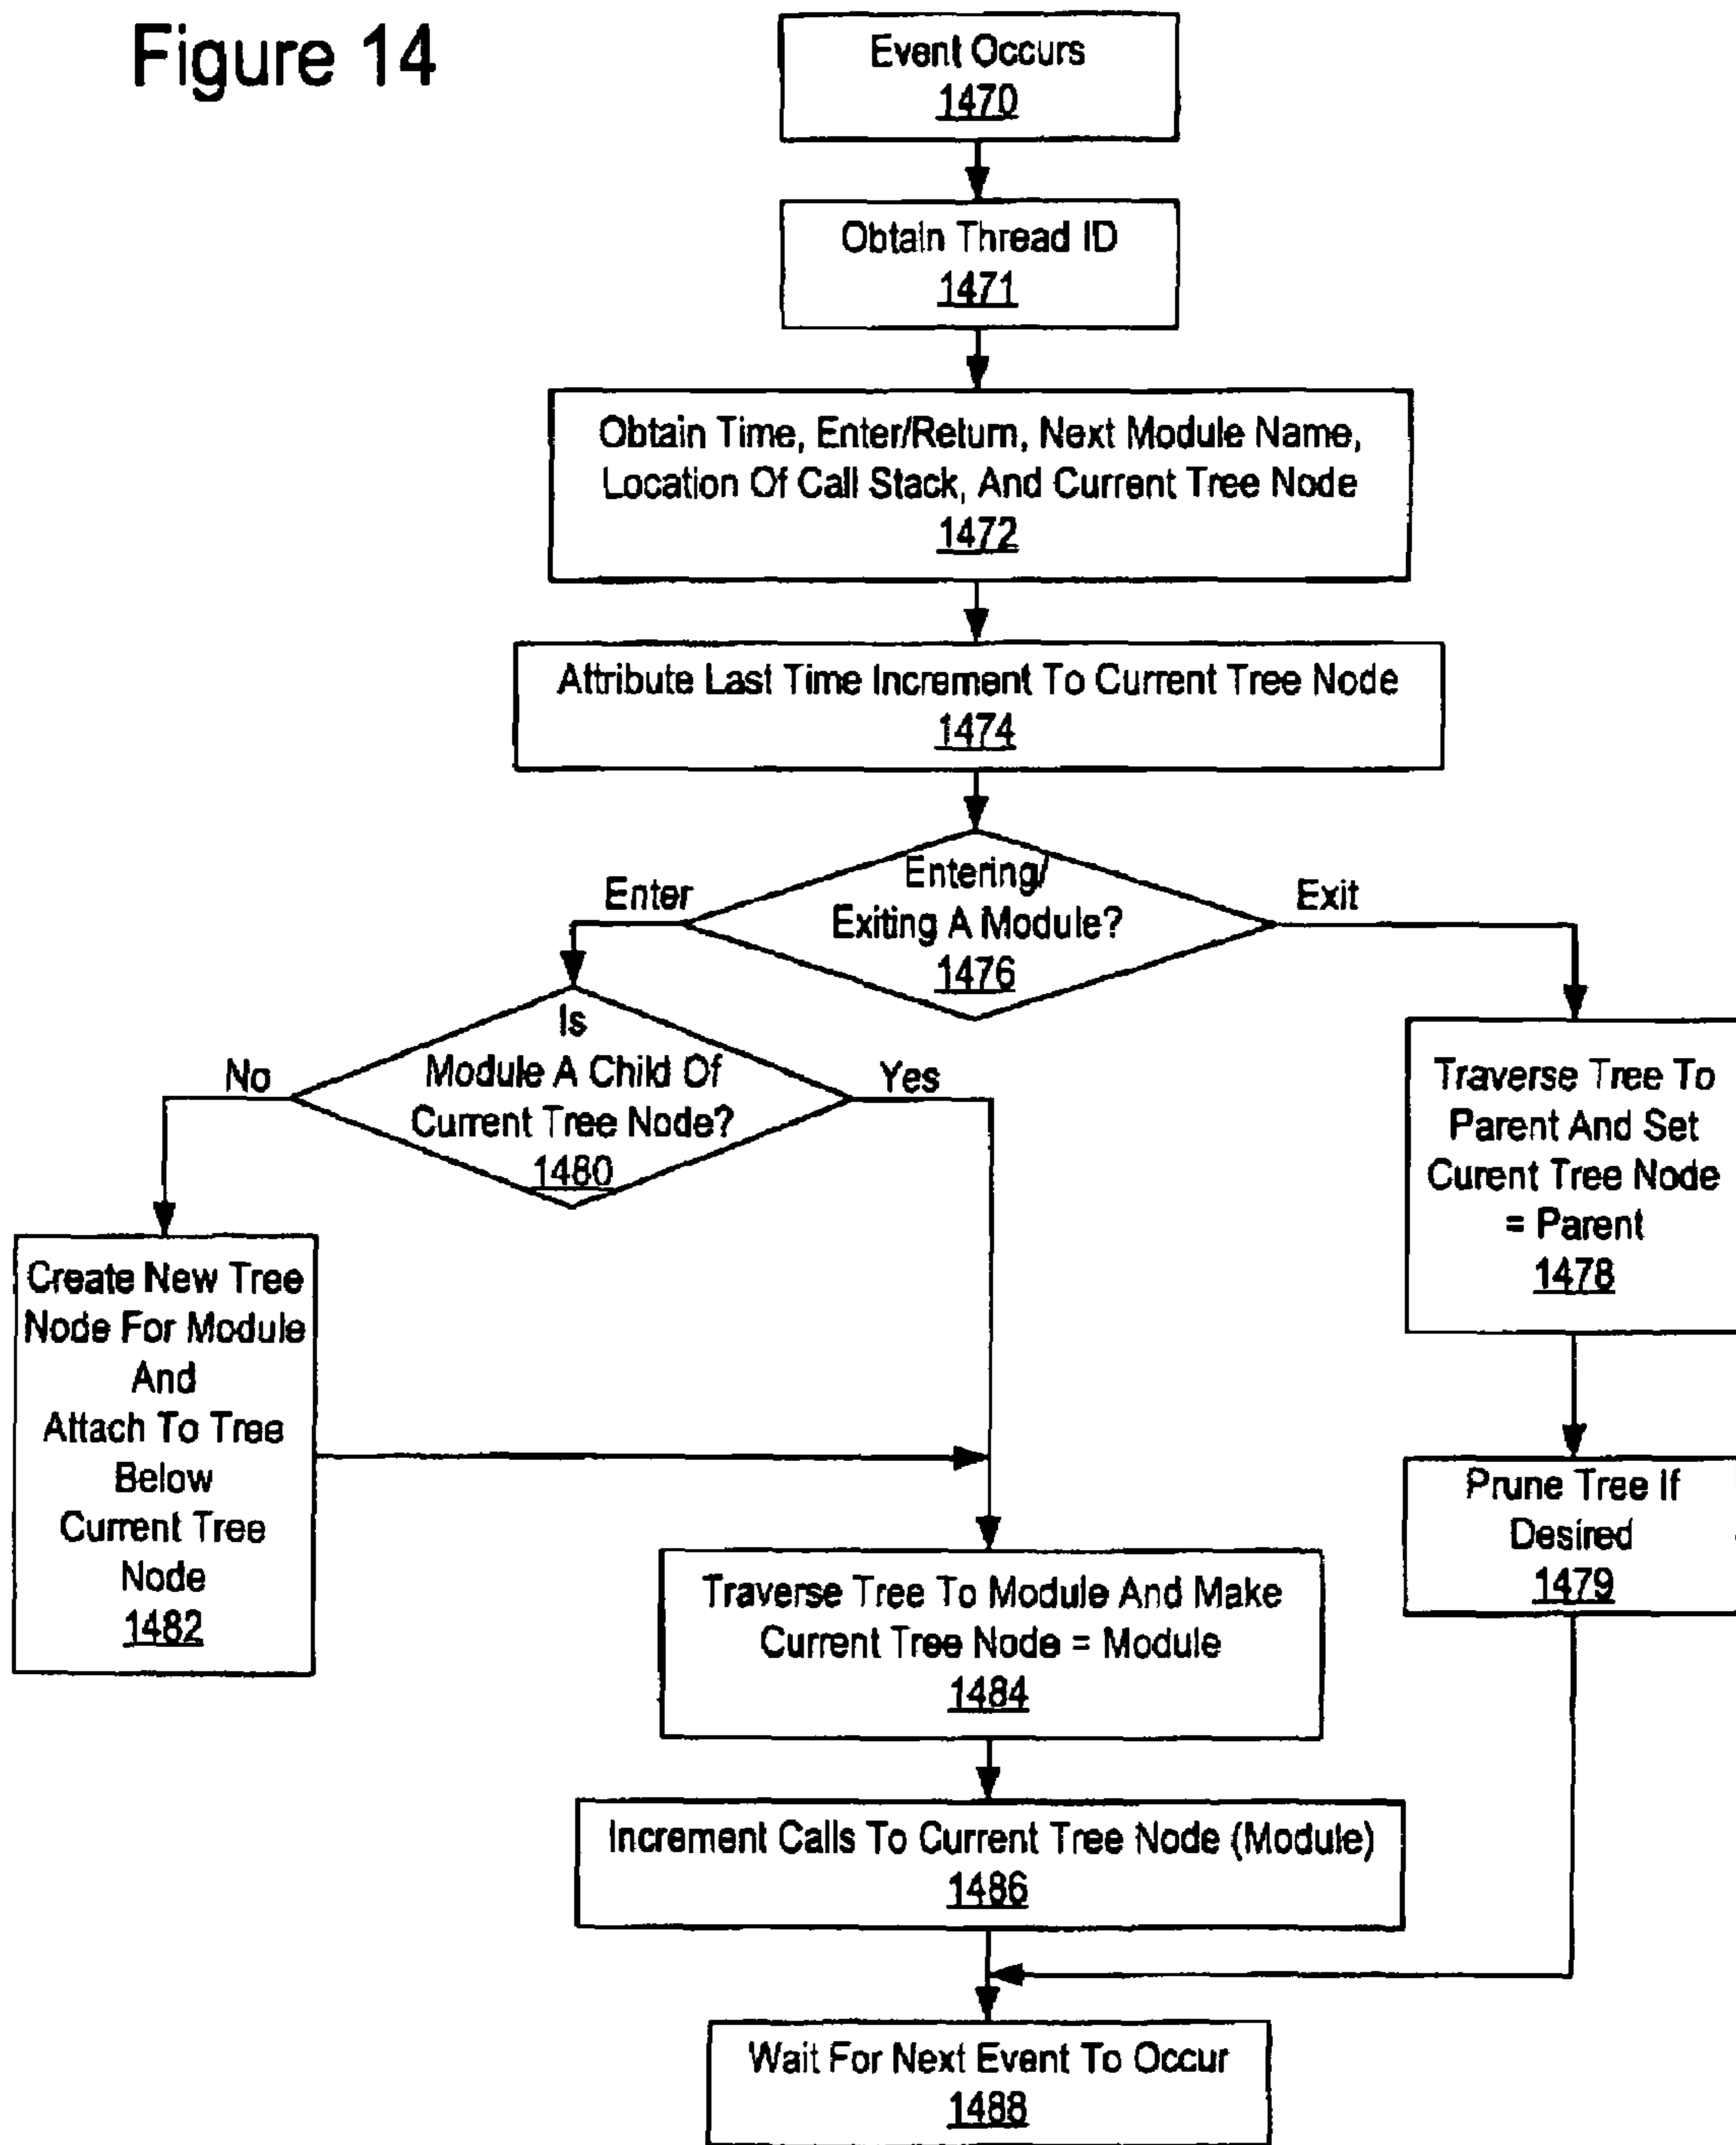 Figure 14
Event Occurs
1470
Obtain Thread ID
1471
Obtain Time, Enter/Return, Next Module Name,
Location Of Call Stack, And Current Tree Node
1472
Attribute Last Time Increment To Current Tree Node
1474
Entering/
Exiting A Module?
1476
Enter
Exit
Is
Module A Child Of
Current Tree Node?
1480
No
Yes
Traverse Tree To
Parent And Set
Curent Tree Node
= Parent
1478
Create New Tree
Node For Module
And
Attach To Tree
Below
Current Tree
Node
1482
Prune Tree If
Desired
1479
Traverse Tree To Module And Make
Current Tree Node = Module
1484
Increment Calls To Current Tree Node (Module)
1486
Wait For Next Event To Occur
1488